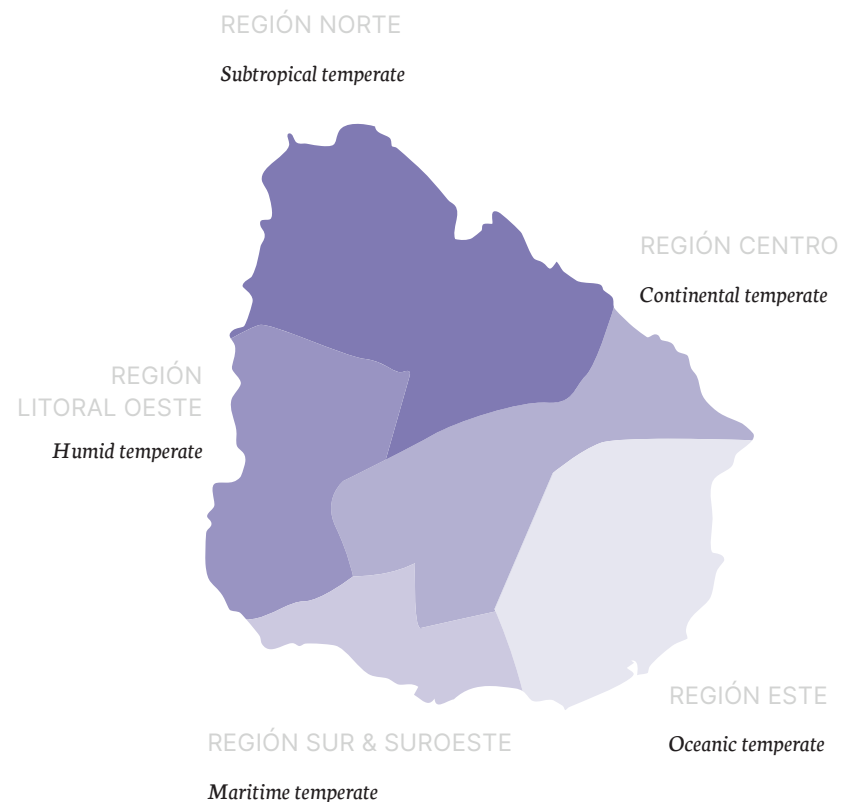 REGIÓN NORTE
Subtropical temperate
REGIÓN CENTRO
Continental temperate
REGIÓN
LITORAL OESTE
Humid temperate
REGIÓN ESTE
Oceanic temperate
REGIÓN SUR & SUROESTE
Maritime temperate